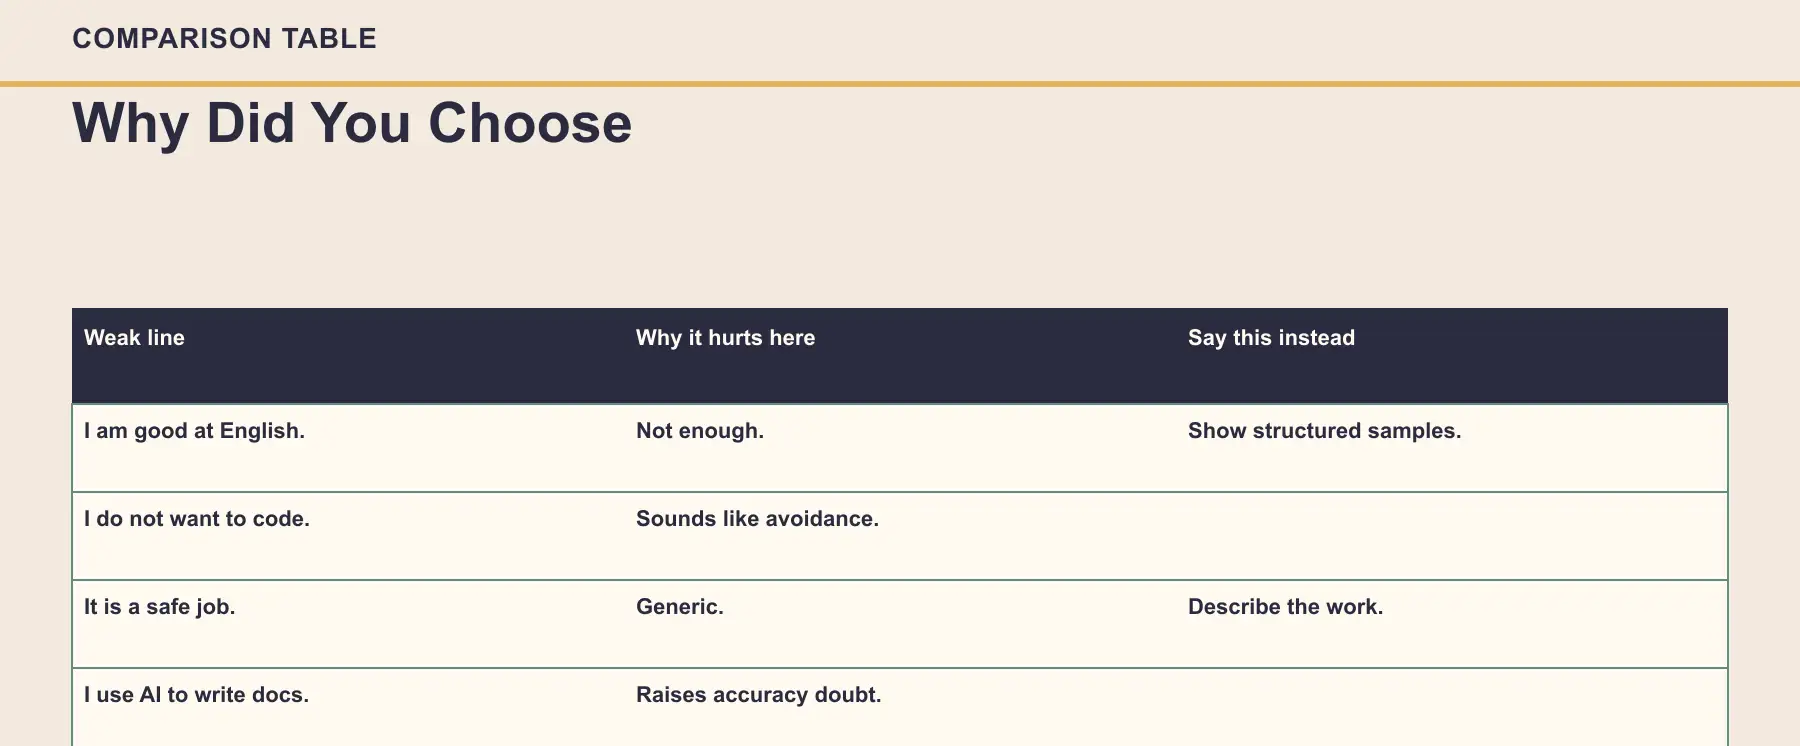 COMPARISON TABLE
Why Did You Choose
Weak line Why it hurts here Say this instead
I am good at English. Not enough. Show structured samples.
I do not want to code. Sounds like avoidance.
It is a safe job. Generic. Describe the work.
I use AI to write docs. Raises accuracy doubt.